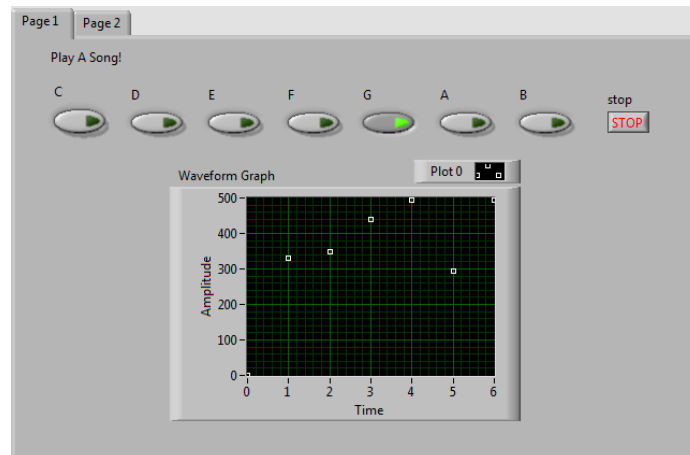 Page 1 Page 2
Play A Song!
C D E F G A B
stop
STOP
Waveform Graph
Plot 0
500
400
300
200
100
0
Amplitude
0 1 2 3 4 5 6
Time